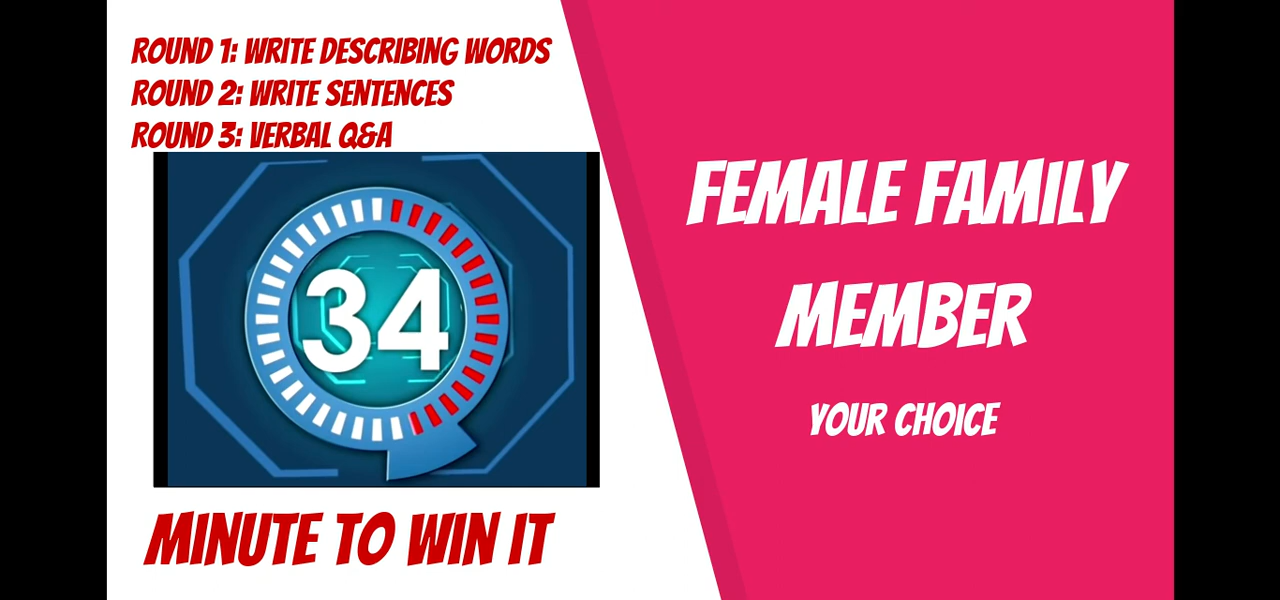 ROUND 1: WRITE DESCRIBING WORDS
ROUND 2: WRITE SENTENCES
ROUND 3: VERBAL Q&A
34
MINUTE TO WIN IT
FEMALE FAMILY
MEMBER
YOUR CHOICE